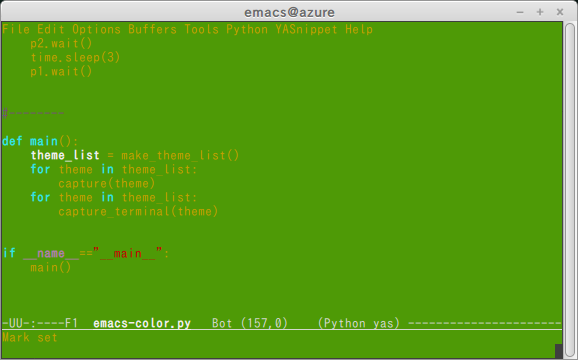 emacs@azure
File Edit Options Buffers Tools Python YASnippet Help
    p2.wait()
    time.sleep(3)
    p1.wait()
#--------
def main():
    theme_list = make_theme_list()
    for theme in theme_list:
        capture(theme)
    for theme in theme_list:
        capture_terminal(theme)
if __name__=="__main__":
    main()
-UU-:----F1  emacs-color.py   Bot (157,0)    (Python yas) ----------------------
Mark set